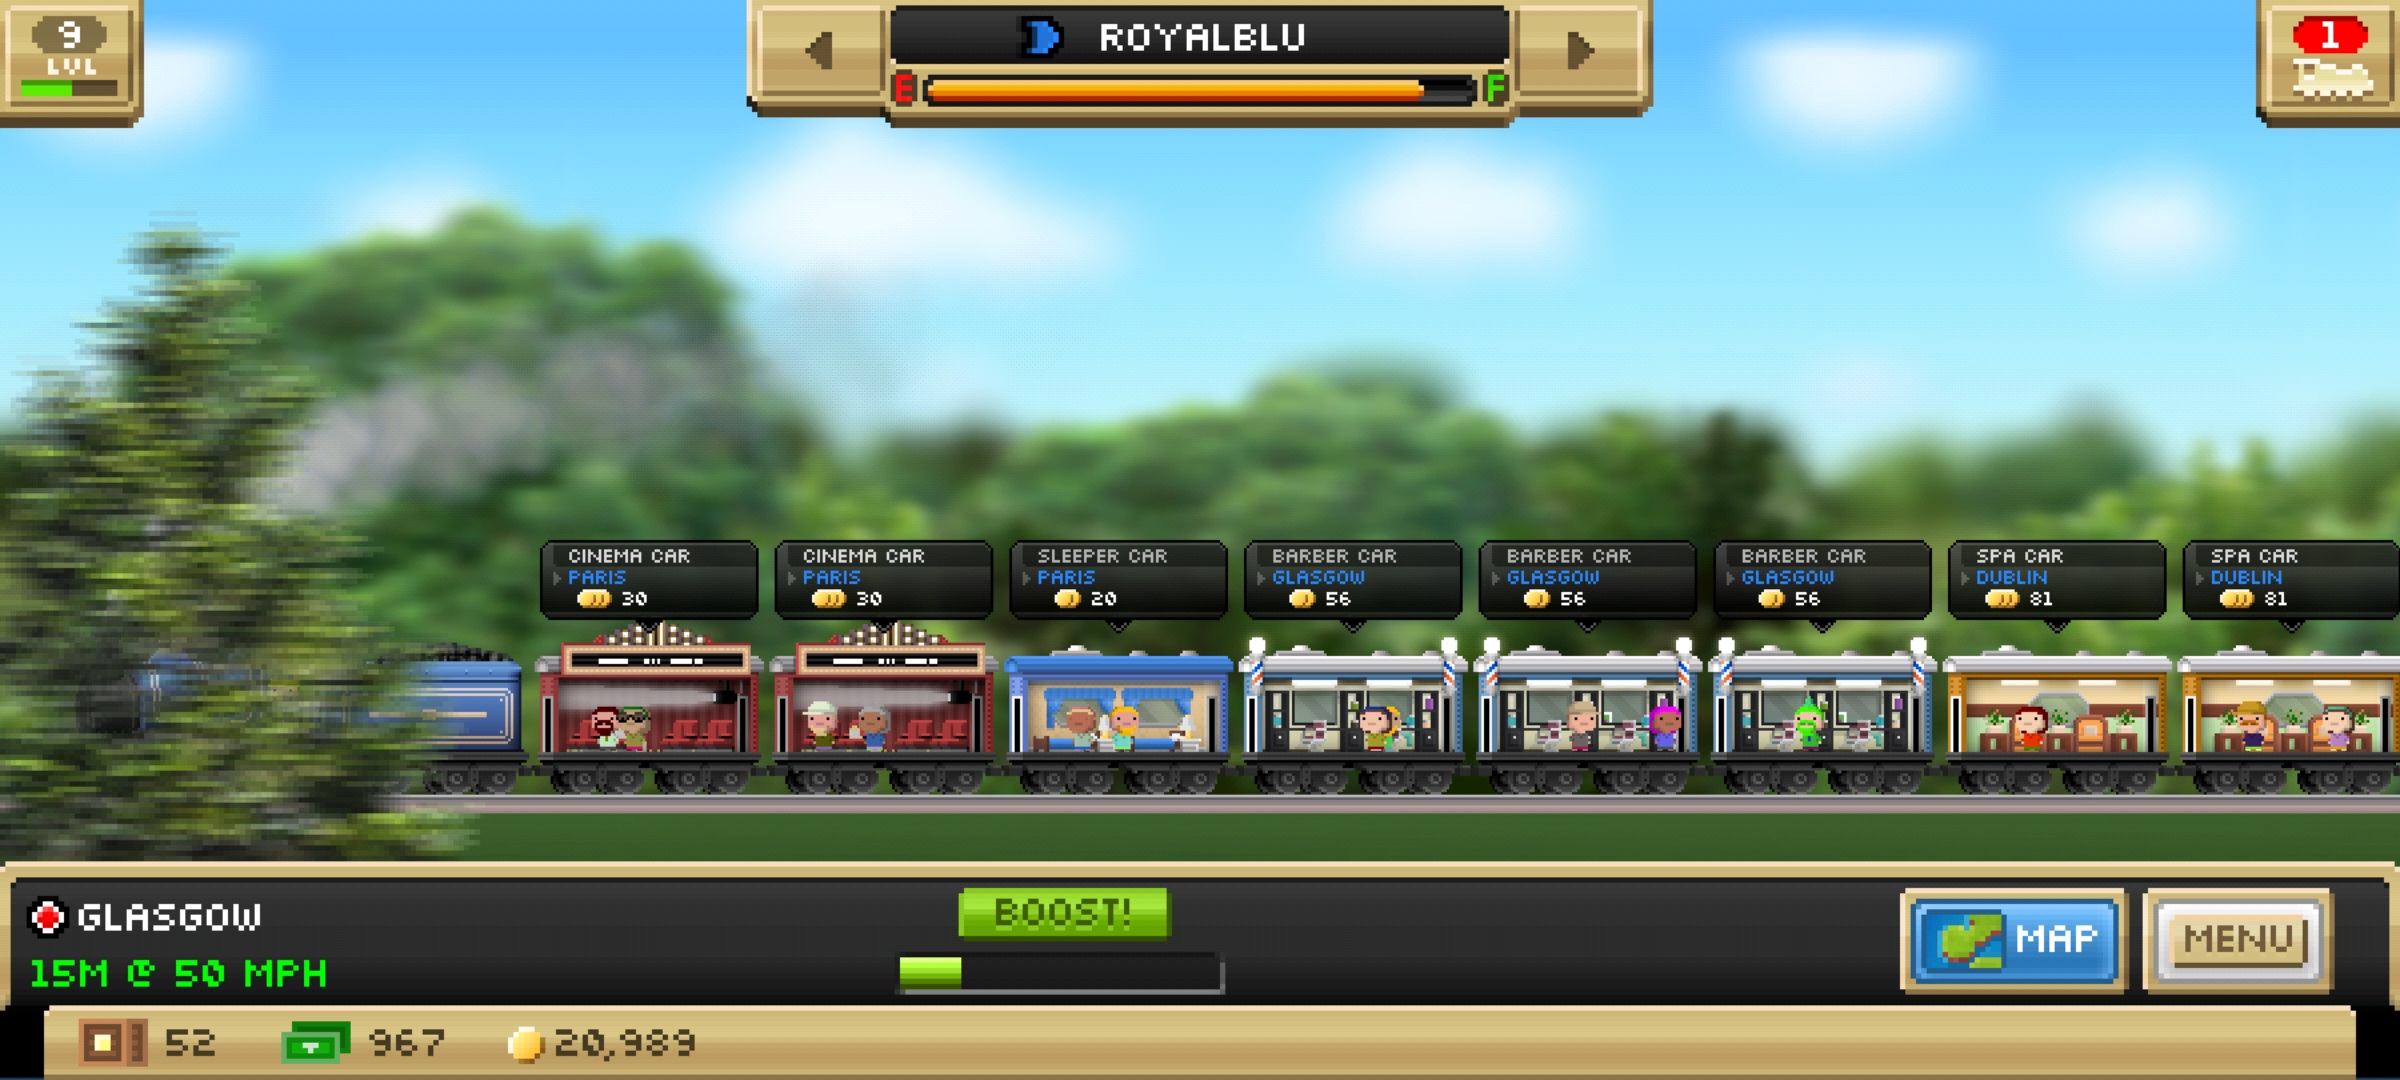 9
LVL
ROYALBLU
E
F
1
CINEMA CAR
PARIS
30
CINEMA CAR
PARIS
30
SLEEPER CAR
PARIS
20
BARBER CAR
GLASGOW
56
BARBER CAR
GLASGOW
56
BARBER CAR
GLASGOW
56
SPA CAR
DUBLIN
81
SPA CAR
DUBLIN
81
GLASGOW
15M @ 50 MPH
BOOST!
MAP
MENU
52
967
20,989